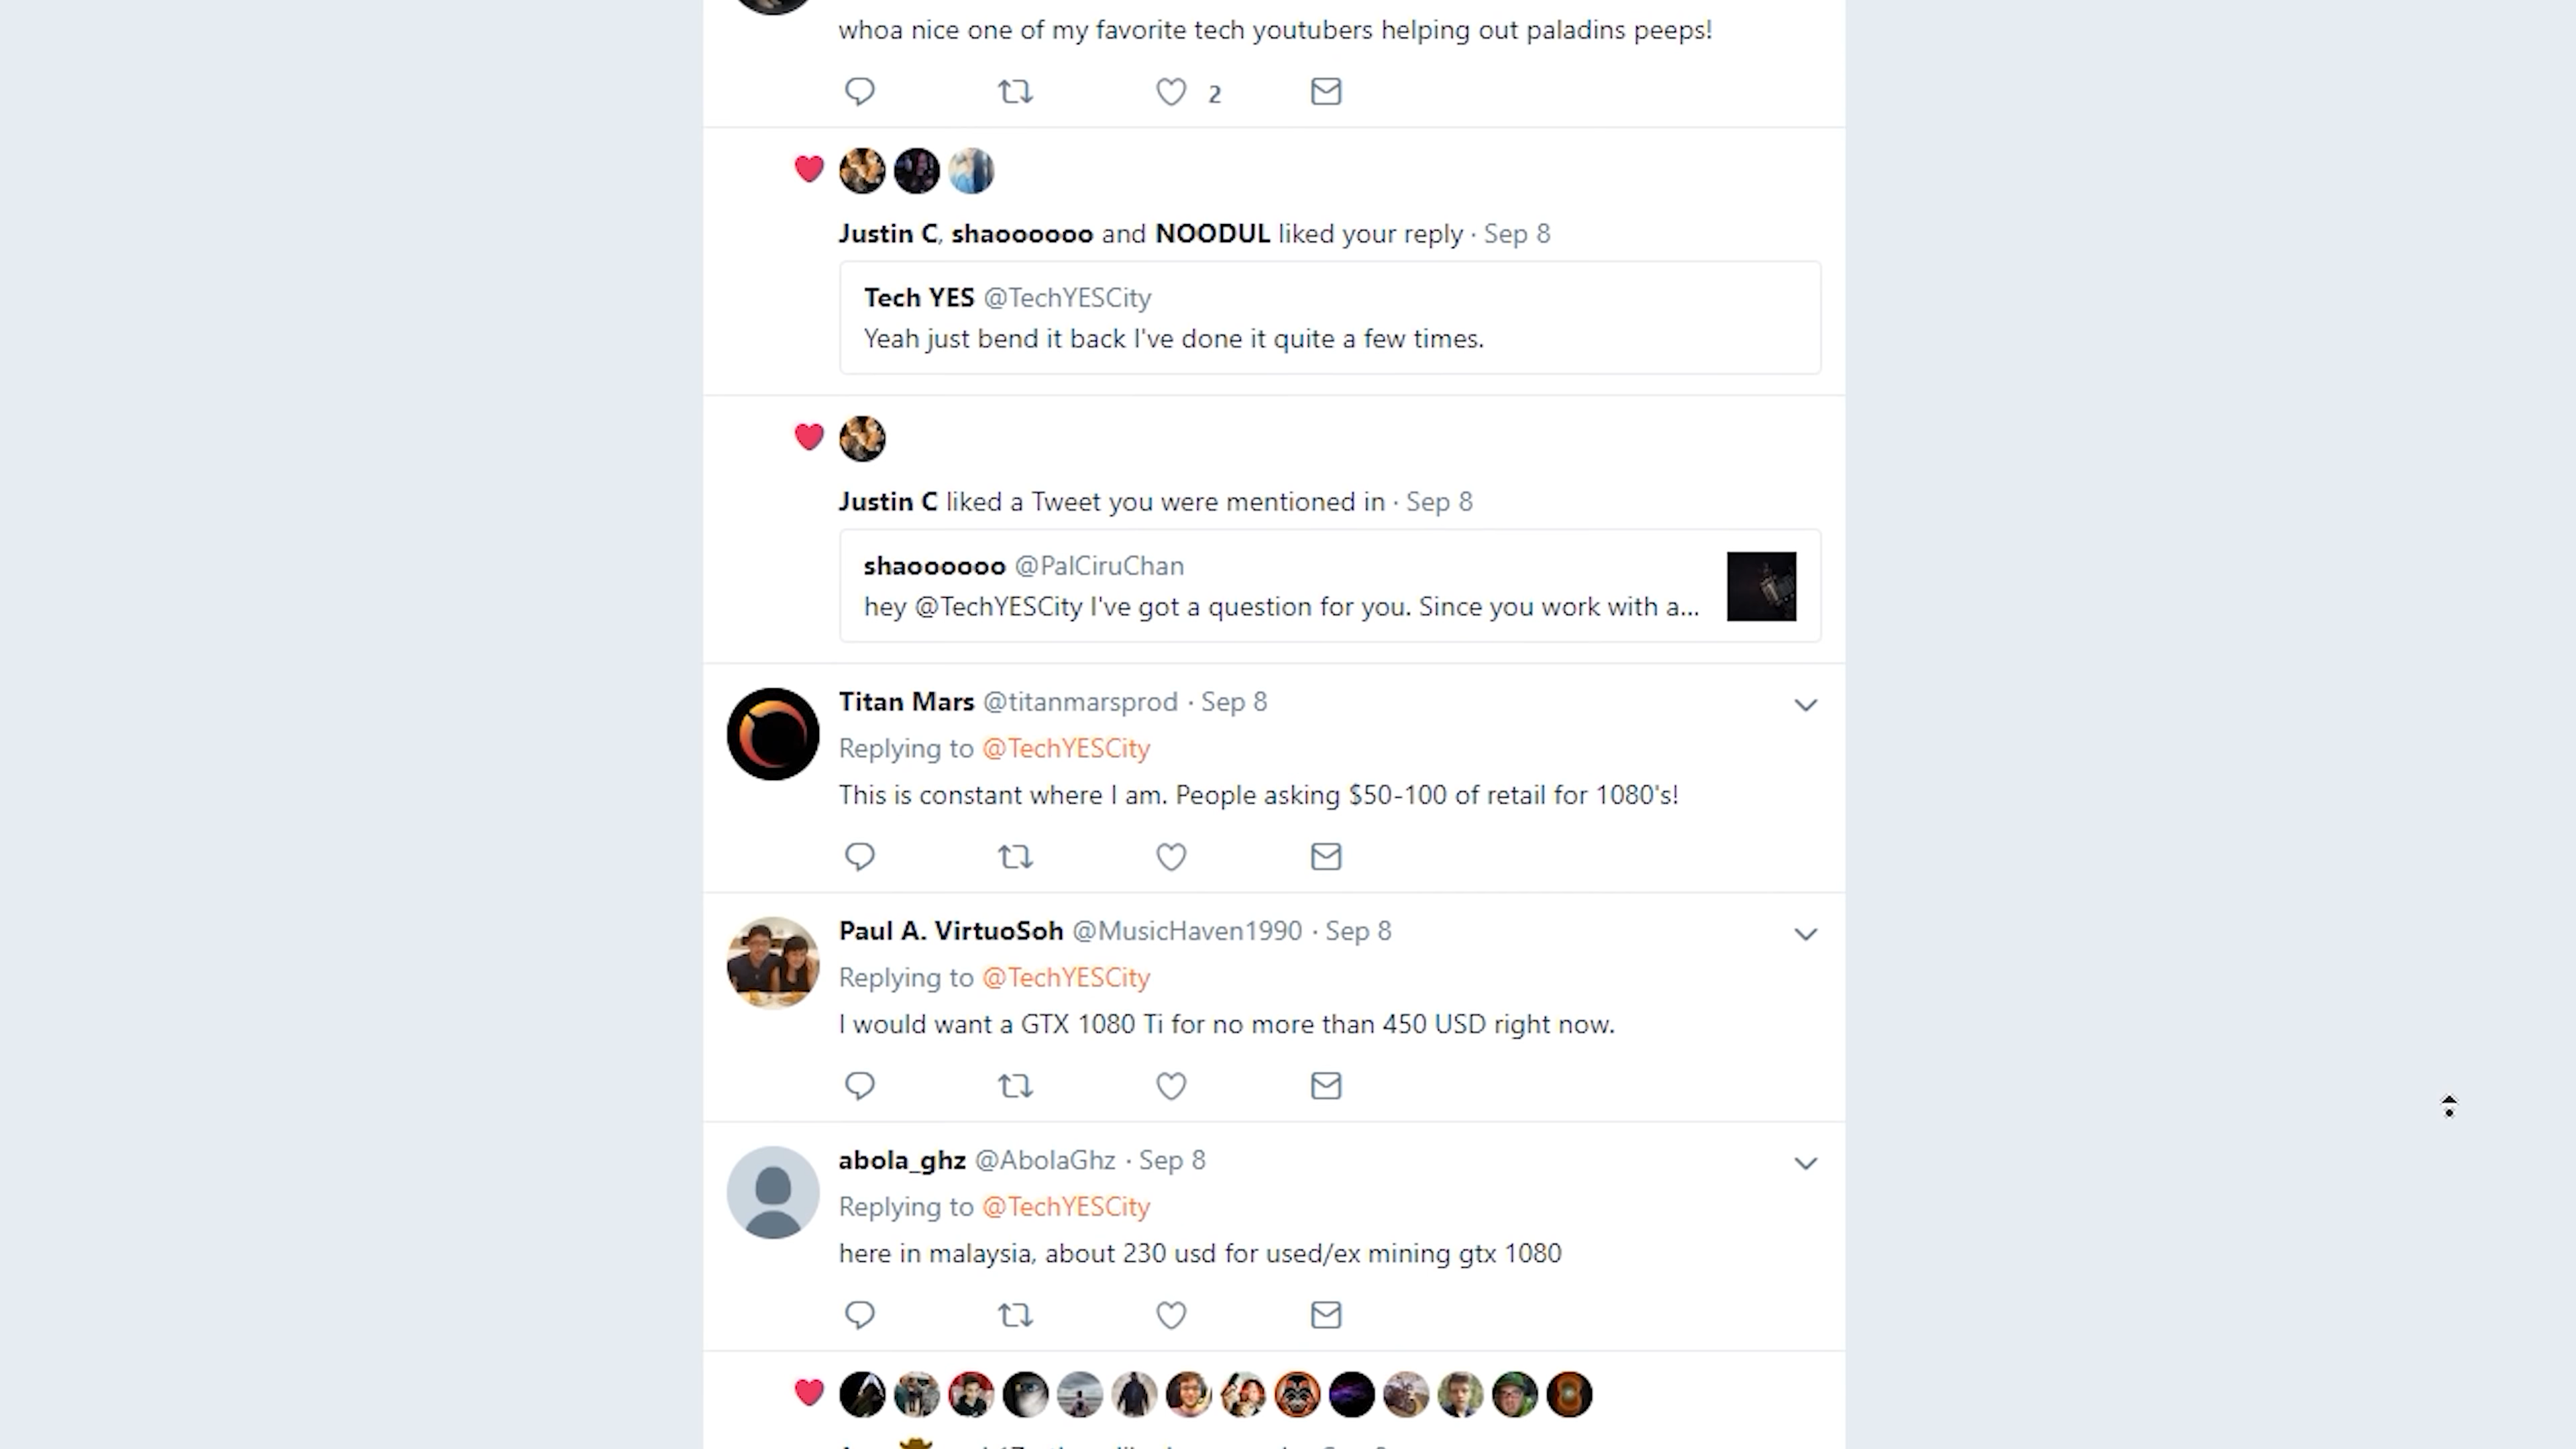 whoa nice one of my favorite tech youtubers helping out paladins peeps!
2
Justin C, shaoooooo and NOODUL liked your reply · Sep 8
Tech YES @TechYESCity
Yeah just bend it back I've done it quite a few times.
Justin C liked a Tweet you were mentioned in · Sep 8
shaoooooo @PalCiruChan
hey @TechYESCity I've got a question for you. Since you work with a...
Titan Mars @titanmarsprod · Sep 8
Replying to @TechYESCity
This is constant where I am. People asking $50-100 of retail for 1080's!
Paul A. VirtuoSoh @MusicHaven1990 · Sep 8
Replying to @TechYESCity
I would want a GTX 1080 Ti for no more than 450 USD right now.
abola_ghz @AbolaGhz · Sep 8
Replying to @TechYESCity
here in malaysia, about 230 usd for used/ex mining gtx 1080